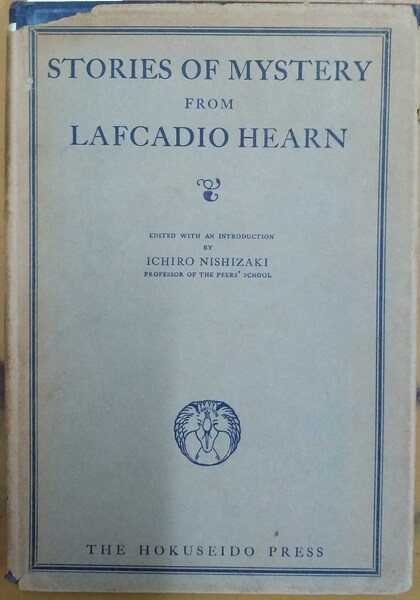 STORIES OF MYSTERY
FROM
LAFCADIO HEARN
EDITED WITH AN INTRODUCTION
BY
ICHIRO NISHIZAKI
PROFESSOR OF THE PEERS' SCHOOL
THE HOKUSEIDO PRESS